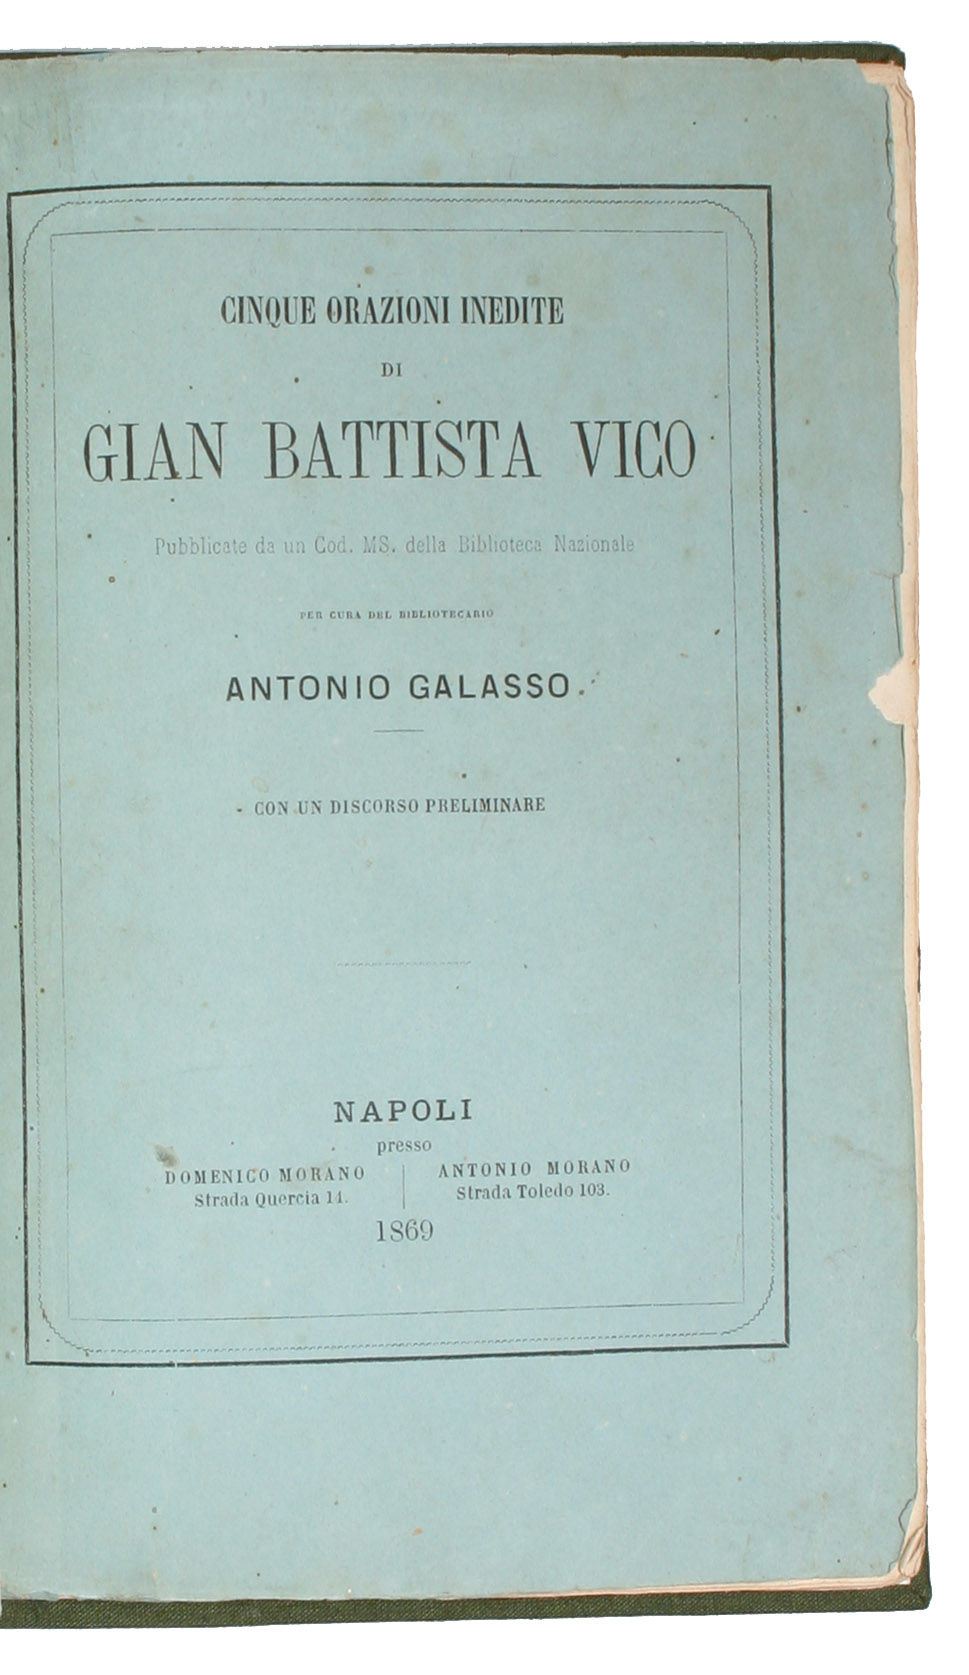 CINQUE ORAZIONI INEDITE
DI
GIAN BATTISTA VICO
Pubblicate da un Cod. MS. della Biblioteca Nazionale
PER CURA DEL BIBLIOTECARIO
ANTONIO GALASSO.
CON UN DISCORSO PRELIMINARE
NAPOLI
presso
DOMENICO MORANO
Strada Quercia 14.
ANTONIO MORANO
Strada Toledo 103.
1869